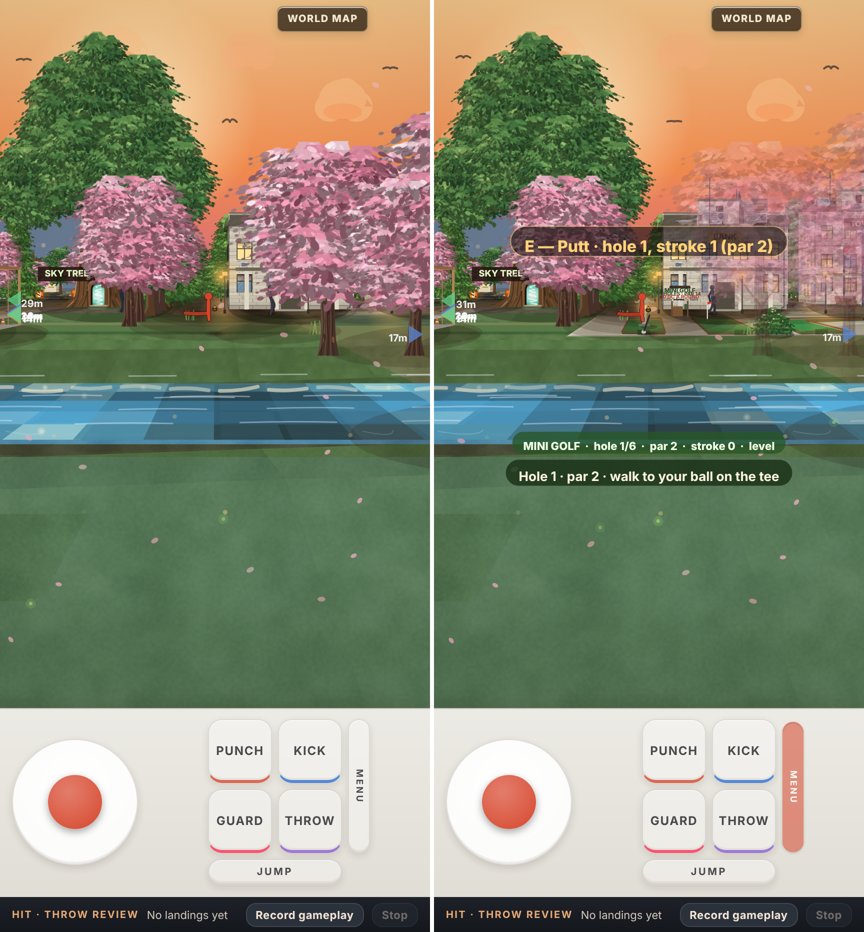 WORLD MAP
SKY TREE
29m
17m
PUNCH
KICK
GUARD
THROW
MENU
JUMP
HIT · THROW REVIEW No landings yet Record gameplay Stop
WORLD MAP
E — Putt · hole 1, stroke 1 (par 2)
SKY TREE
31m
17m
MINI GOLF · hole 1/6 · par 2 · stroke 0 · level
Hole 1 · par 2 · walk to your ball on the tee
PUNCH
KICK
GUARD
THROW
MENU
JUMP
HIT · THROW REVIEW No landings yet Record gameplay Stop